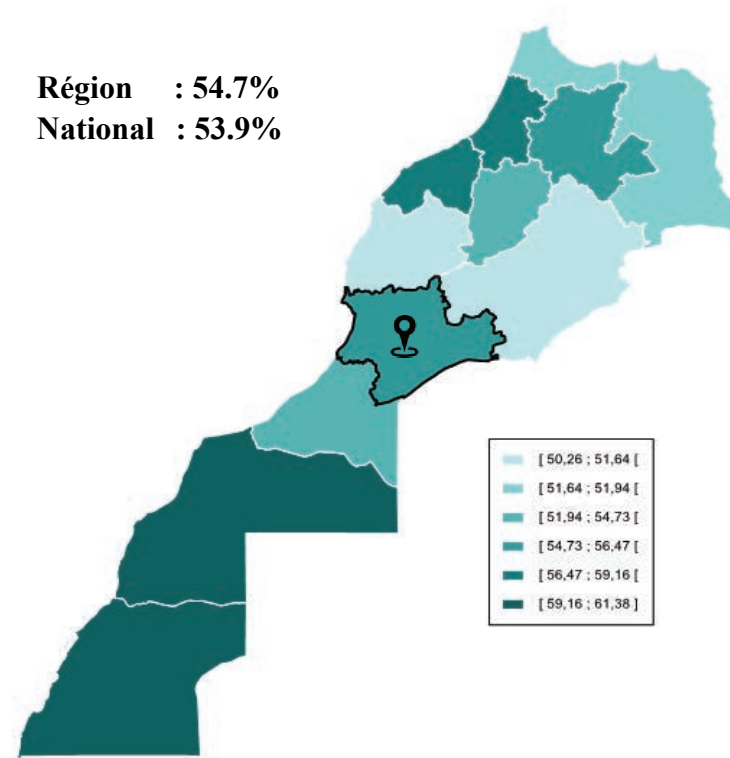 Région : 54.7%
National : 53.9%
[ 50,26 ; 51,64 [
[ 51,64 ; 51,94 [
[ 51,94 ; 54,73 [
[ 54,73 ; 56,47 [
[ 56,47 ; 59,16 [
[ 59,16 ; 61,38 ]